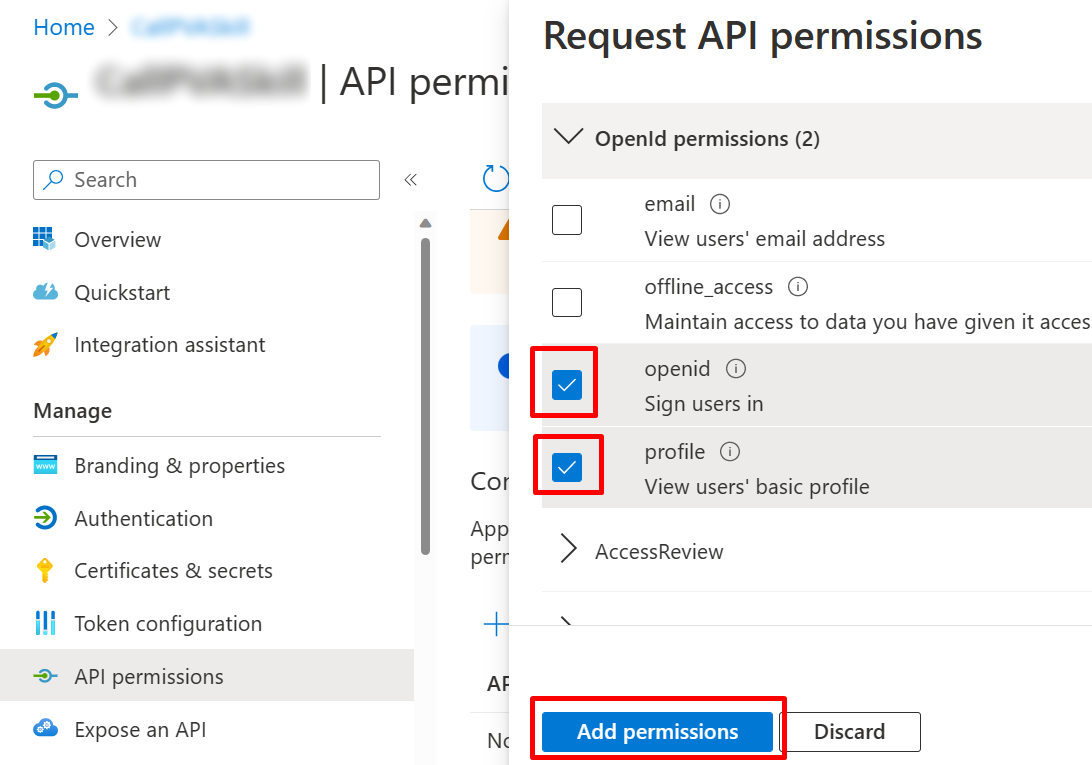 Home
| API permi
Search
Overview
Quickstart
Integration assistant
Manage
Branding & properties
Authentication
Certificates & secrets
Token configuration
API permissions
Expose an API
Cor
App
perm
AP
No
Request API permissions
OpenId permissions (2)
email
View users' email address
offline_access
Maintain access to data you have given it acces
openid
Sign users in
profile
View users' basic profile
AccessReview
Add permissions
Discard